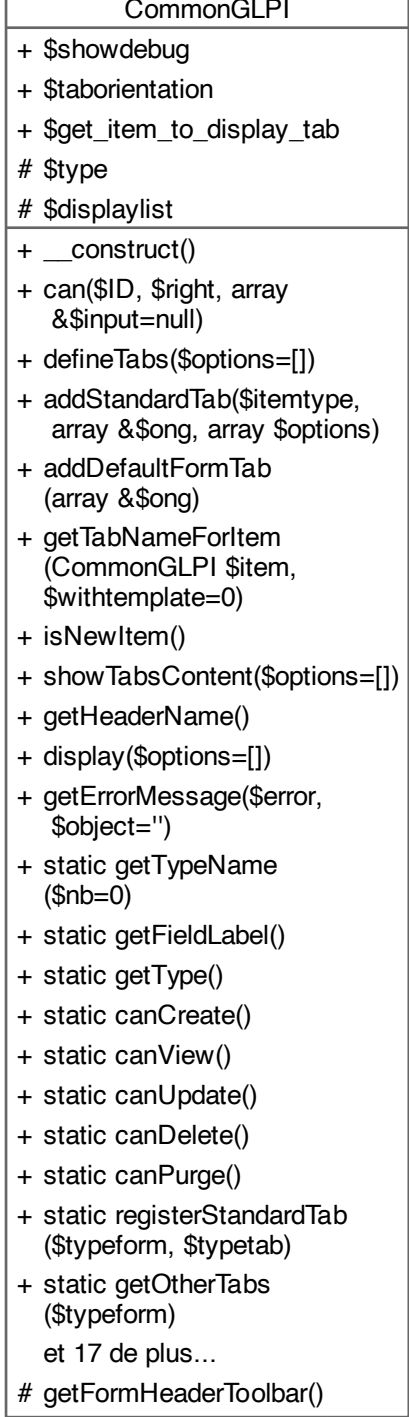 CommonGLPI
+ $showdebug
+ $taborientation
+ $get_item_to_display_tab
# $type
# $displaylist
+ __construct()
+ can($ID, $right, array
&$input=null)
+ defineTabs($options=[])
+ addStandardTab($itemtype,
array &$ong, array $options)
+ addDefaultFormTab
(array &$ong)
+ getTabNameForItem
(CommonGLPI $item,
$withtemplate=0)
+ isNewItem()
+ showTabsContent($options=[])
+ getHeaderName()
+ display($options=[])
+ getErrorMessage($error,
$object='')
+ static getTypeName
($nb=0)
+ static getFieldLabel()
+ static getType()
+ static canCreate()
+ static canView()
+ static canUpdate()
+ static canDelete()
+ static canPurge()
+ static registerStandardTab
($typeform, $typetab)
+ static getOtherTabs
($typeform)
et 17 de plus...
# getFormHeaderToolbar()